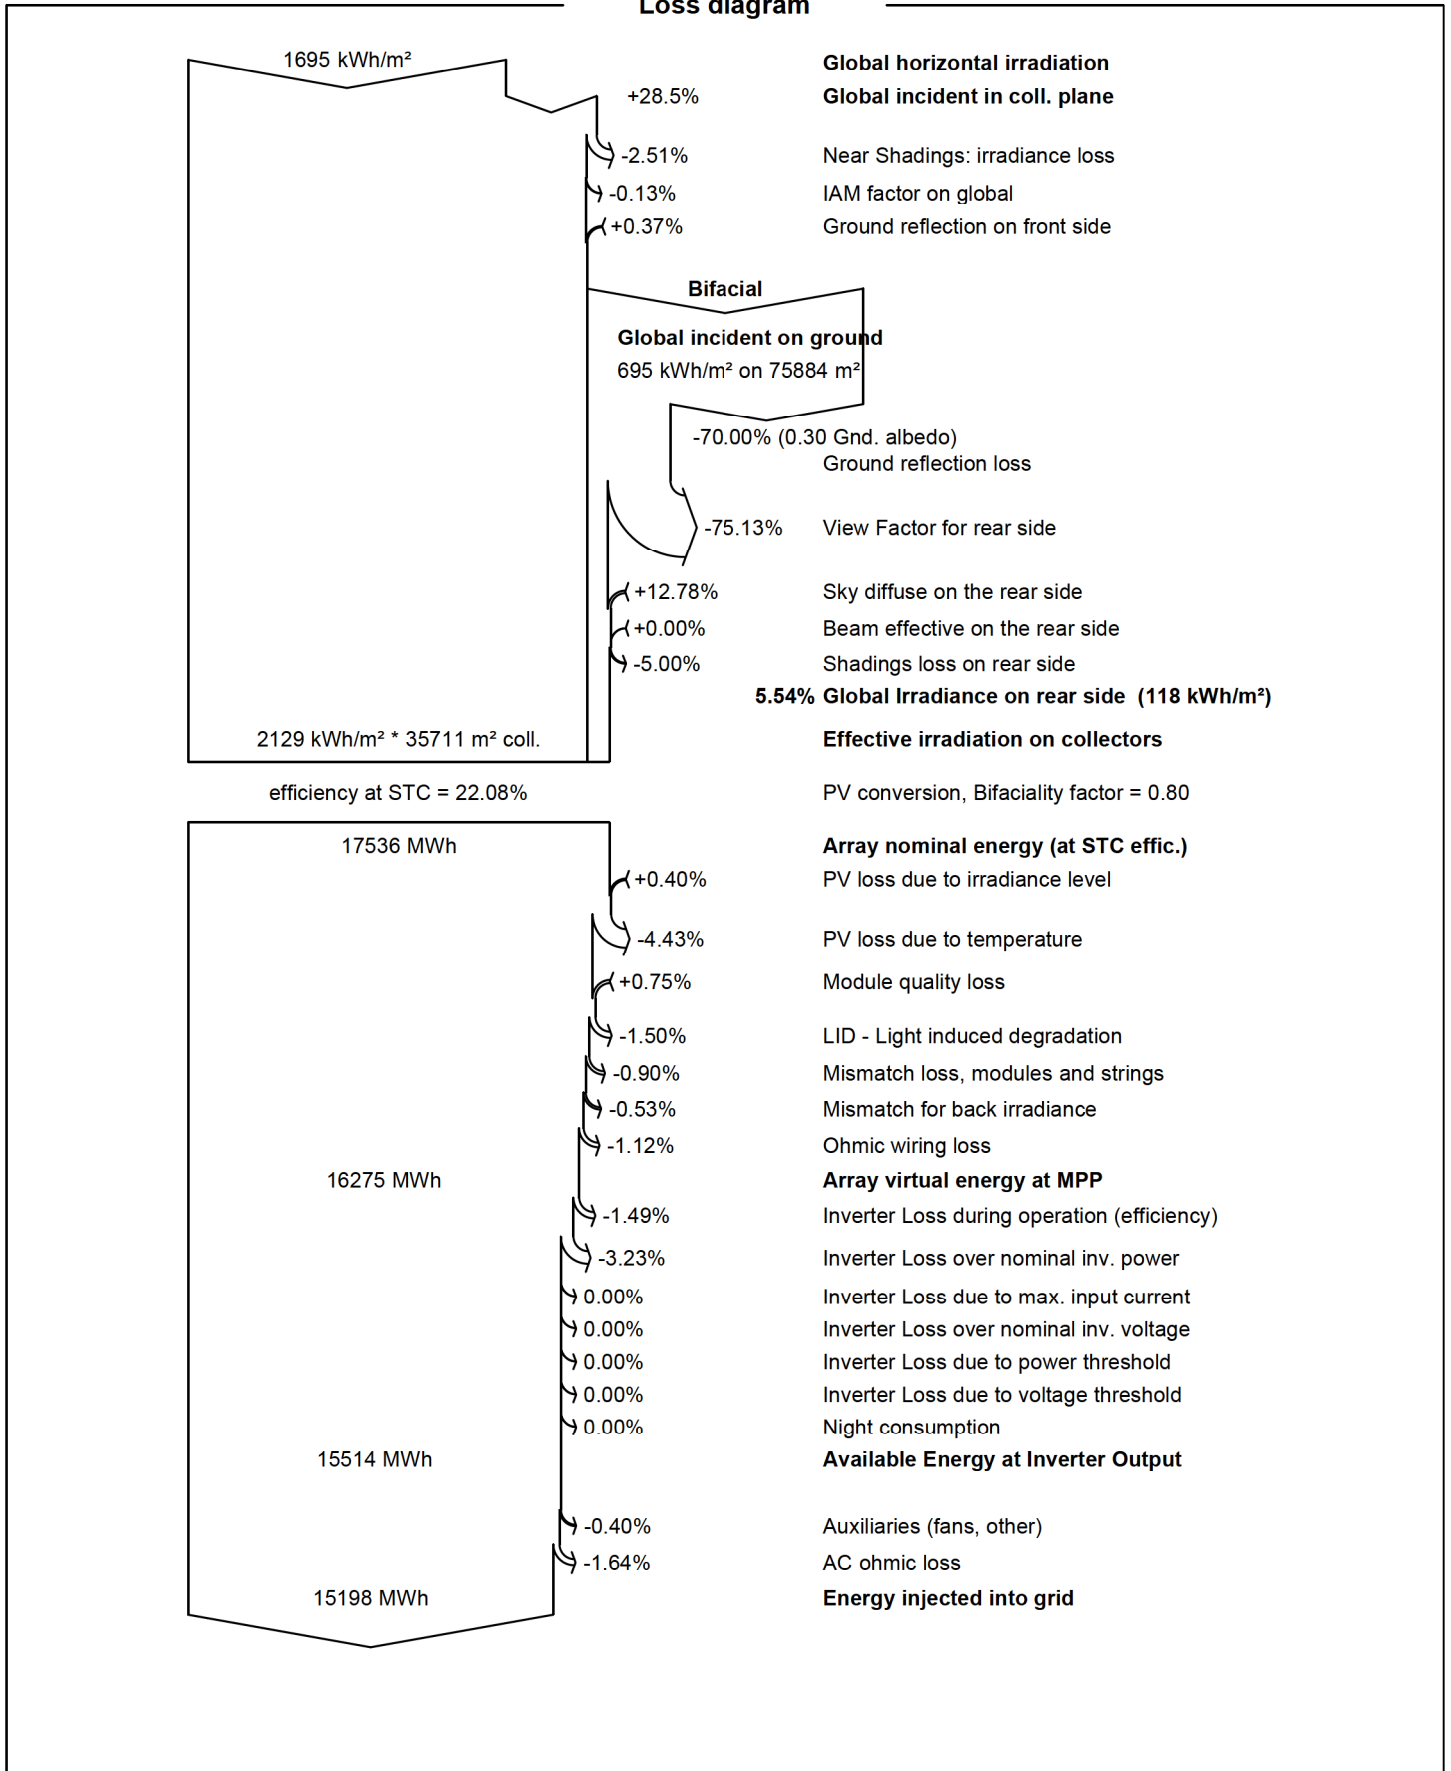 Loss diagram
1695 kWh/m² Global horizontal irradiation
+28.5% Global incident in coll. plane
-2.51% Near Shadings: irradiance loss
-0.13% IAM factor on global
+0.37% Ground reflection on front side
Bifacial
Global incident on ground
695 kWh/m² on 75884 m²
-70.00% (0.30 Gnd. albedo)
Ground reflection loss
-75.13% View Factor for rear side
+12.78% Sky diffuse on the rear side
+0.00% Beam effective on the rear side
-5.00% Shadings loss on rear side
5.54% Global Irradiance on rear side (118 kWh/m²)
2129 kWh/m² * 35711 m² coll. Effective irradiation on collectors
efficiency at STC = 22.08% PV conversion, Bifaciality factor = 0.80
17536 MWh Array nominal energy (at STC effic.)
+0.40% PV loss due to irradiance level
-4.43% PV loss due to temperature
+0.75% Module quality loss
-1.50% LID - Light induced degradation
-0.90% Mismatch loss, modules and strings
-0.53% Mismatch for back irradiance
-1.12% Ohmic wiring loss
16275 MWh Array virtual energy at MPP
-1.49% Inverter Loss during operation (efficiency)
-3.23% Inverter Loss over nominal inv. power
0.00% Inverter Loss due to max. input current
0.00% Inverter Loss over nominal inv. voltage
0.00% Inverter Loss due to power threshold
0.00% Inverter Loss due to voltage threshold
0.00% Night consumption
15514 MWh Available Energy at Inverter Output
-0.40% Auxiliaries (fans, other)
-1.64% AC ohmic loss
15198 MWh Energy injected into grid